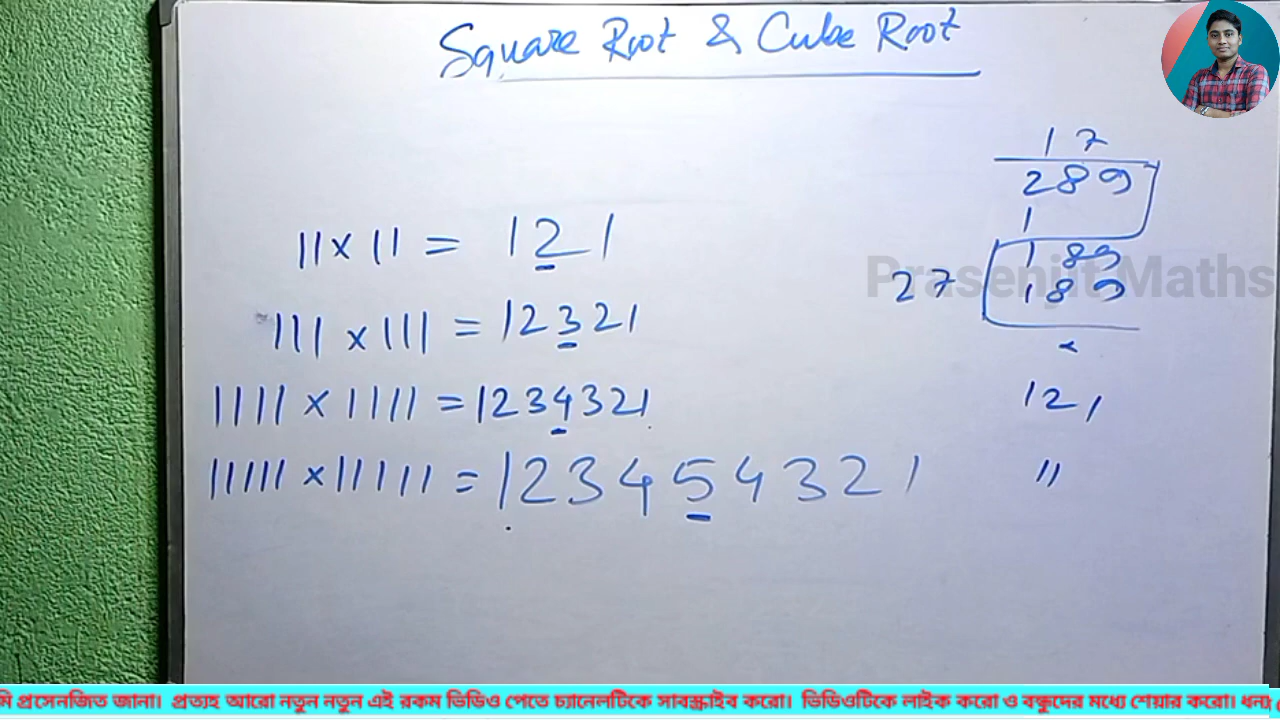 Square Root & Cube Root
11 x 11 = 121
111 x 111 = 12321
1111 x 1111 = 1234321
11111 x 11111 = 123454321
17
289
1
189
27 189
x
121
11
Prasenjit Maths
মি প্রসেনজিত জানা। প্রত্যহ আরো নতুন নতুন এই রকম ভিডিও পেতে চ্যানেলটিকে সাবস্ক্রাইব করো। ভিডিওটিকে লাইক করো ও বন্ধুদের মধ্যে শেয়ার করো। ধন্য